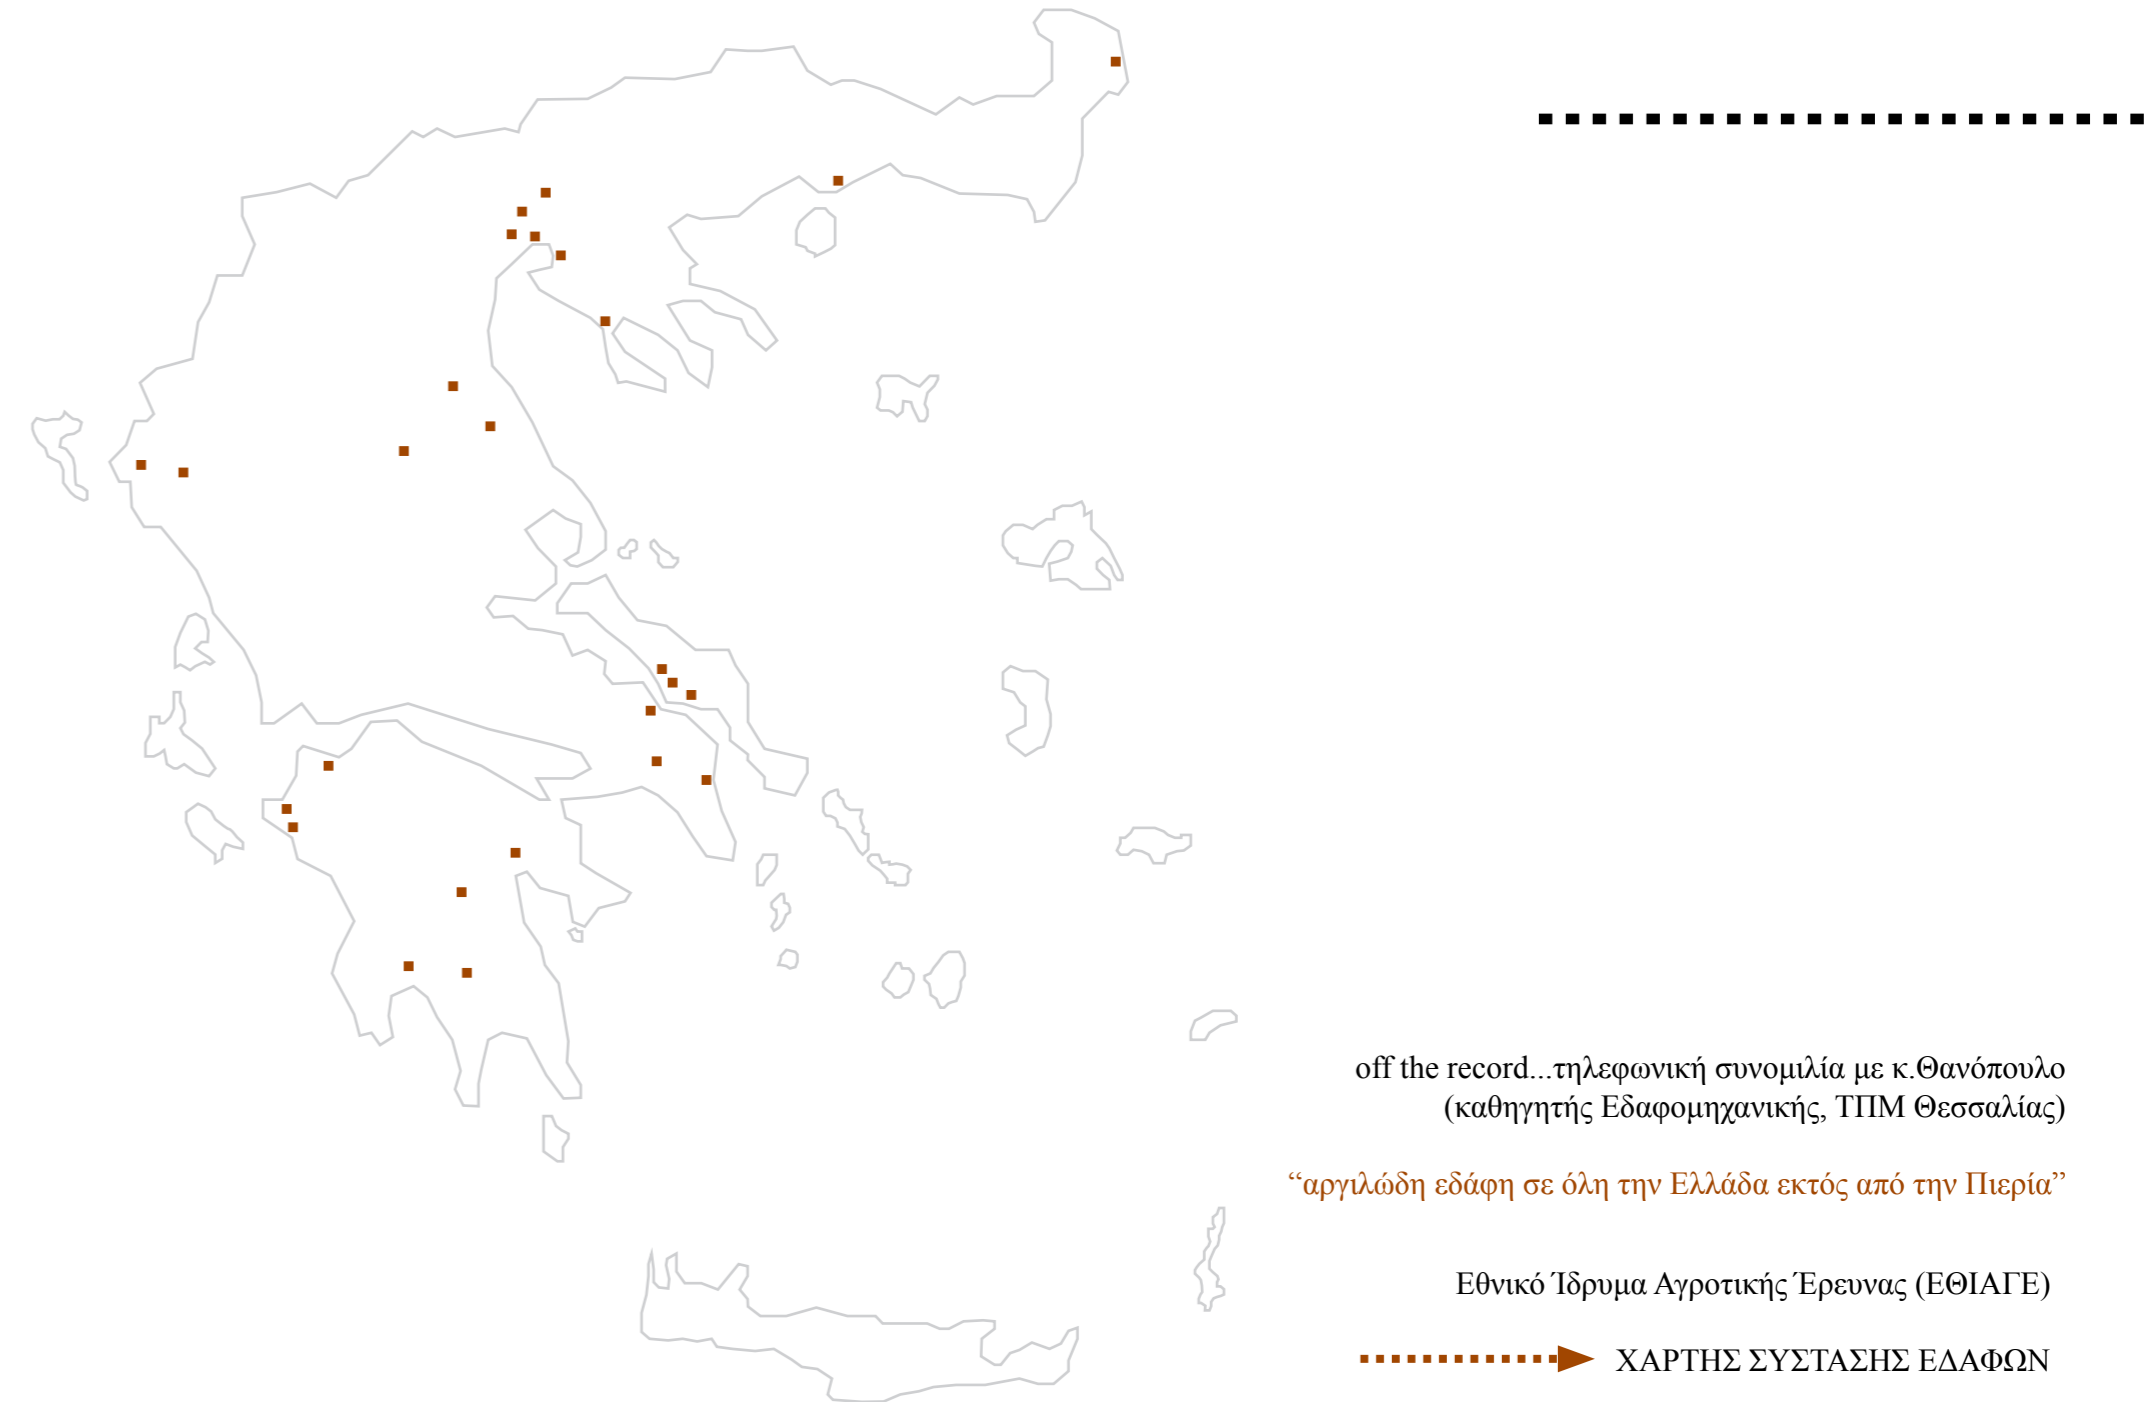 off the record...τηλεφωνική συνομιλία με κ.Θανόπουλο
(καθηγητής Εδαφομηχανικής, ΤΠΜ Θεσσαλίας)
“αργιλώδη εδάφη σε όλη την Ελλάδα εκτός από την Πιερία”
Εθνικό Ίδρυμα Αγροτικής Έρευνας (ΕΘΙΑΓΕ)
ΧΑΡΤΗΣ ΣΥΣΤΑΣΗΣ ΕΔΑΦΩΝ